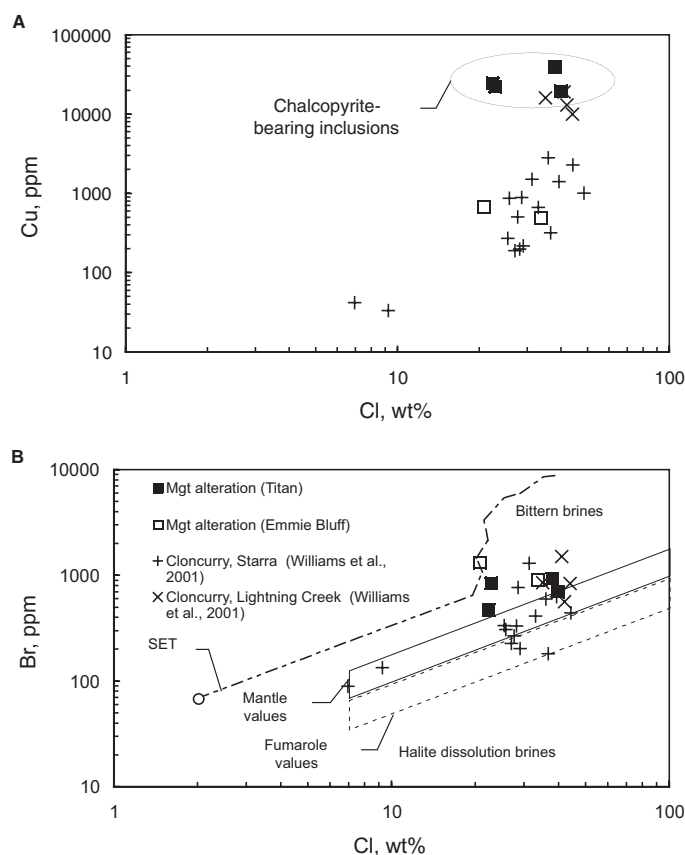 A
100000
10000
1000
100
10
Cu, ppm
Chalcopyrite-
bearing inclusions
1
10
100
Cl, wt%
B
10000
1000
100
10
Br, ppm
Mgt alteration (Titan)
Mgt alteration (Emmie Bluff)
Cloncurry, Starra (Williams et al.,
2001)
Cloncurry, Lightning Creek (Williams
et al., 2001)
Bittern brines
SET
Mantle
values
Fumarole
values
Halite dissolution brines
1
10
100
Cl, wt%